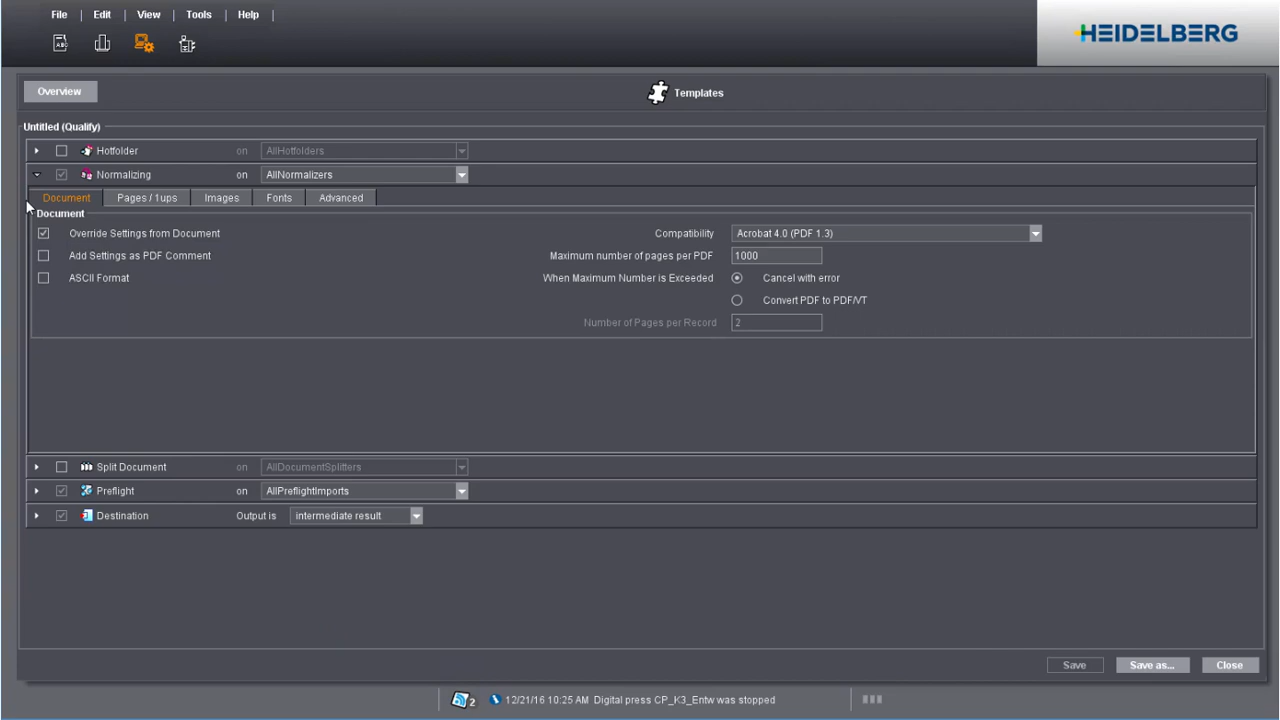 File | Edit | View | Tools | Help
ABC
HEIDELBERG
Overview
Templates
Untitled (Qualify)
Hotfolder on AllHotfolders
Normalizing on AllNormalizers
Document Pages / 1ups Images Fonts Advanced
Document
Override Settings from Document Compatibility Acrobat 4.0 (PDF 1.3)
Add Settings as PDF Comment Maximum number of pages per PDF 1000
ASCII Format When Maximum Number is Exceeded Cancel with error
Convert PDF to PDF/VT
Number of Pages per Record 2
Split Document on AllDocumentSplitters
Preflight on AllPreflightImports
Destination Output is intermediate result
Save Save as... Close
2 12/21/16 10:25 AM Digital press CP_K3_Entw was stopped